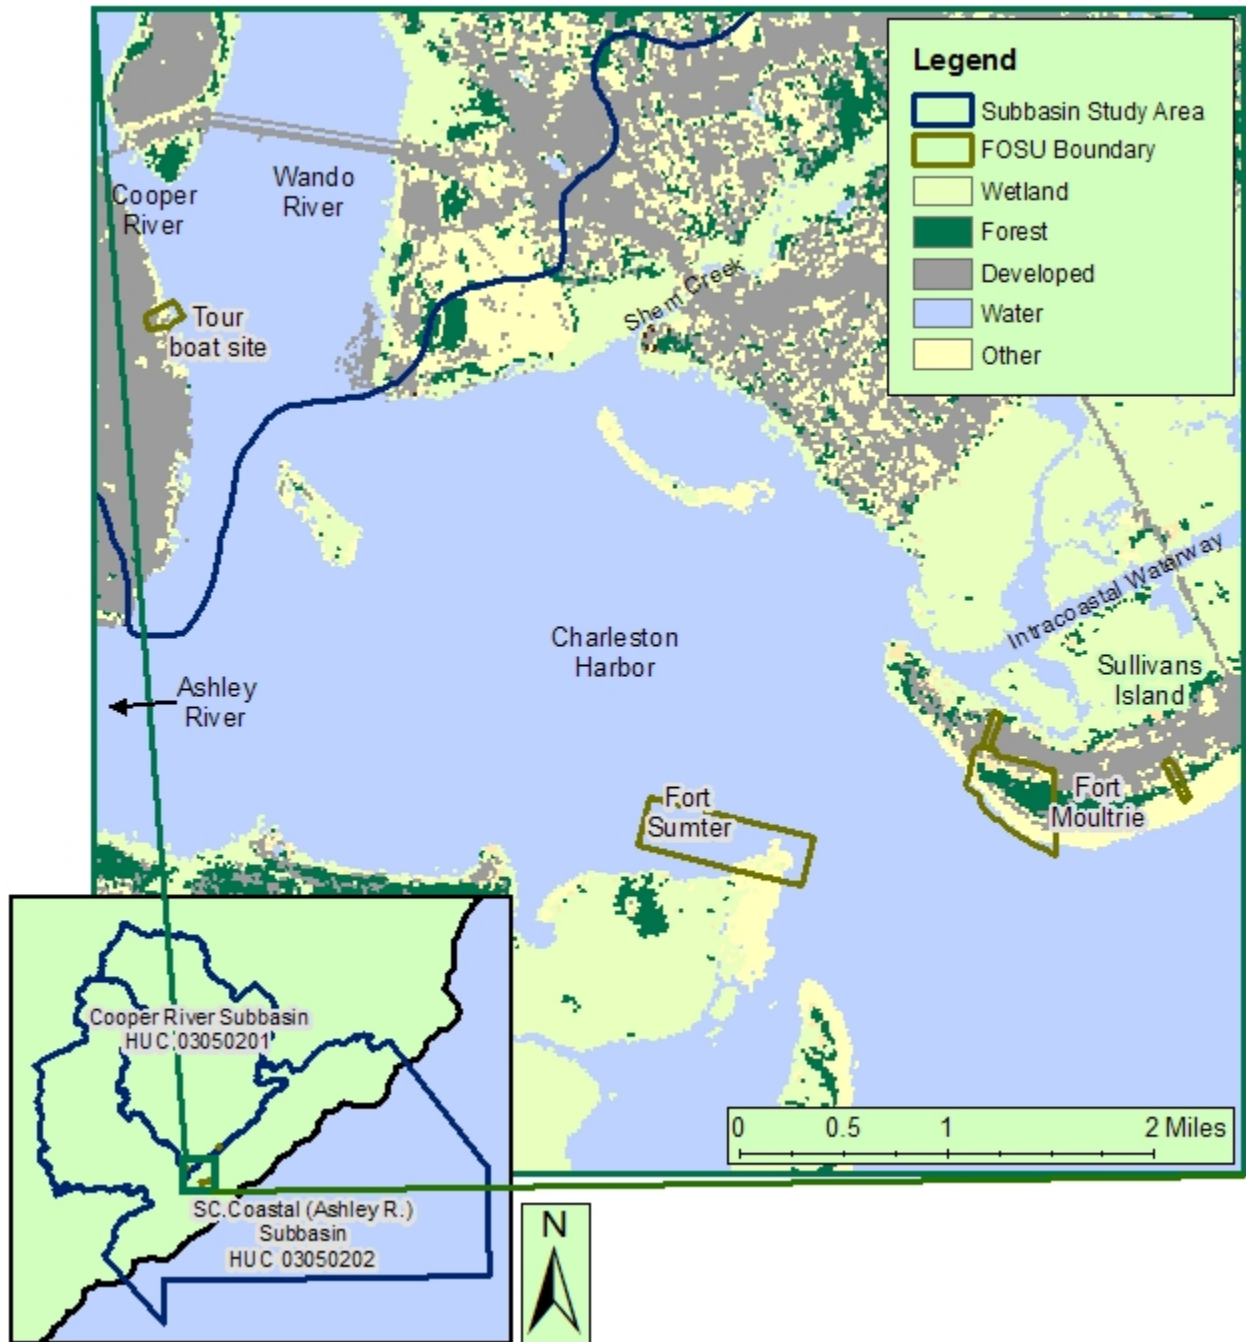 Legend
Subbasin Study Area
FOSU Boundary
Wetland
Forest
Developed
Water
Other
Cooper
River
Wando
River
Tour
boat site
Shem Creek
Intracoastal Waterway
Charleston
Harbor
Sullivans
Island
Ashley
River
Fort
Sumter
Fort
Moultrie
Cooper River Subbasin
HUC 03050201
SC.Coastal (Ashley R.)
Subbasin
HUC 03050202
0 0.5 1 2 Miles
N